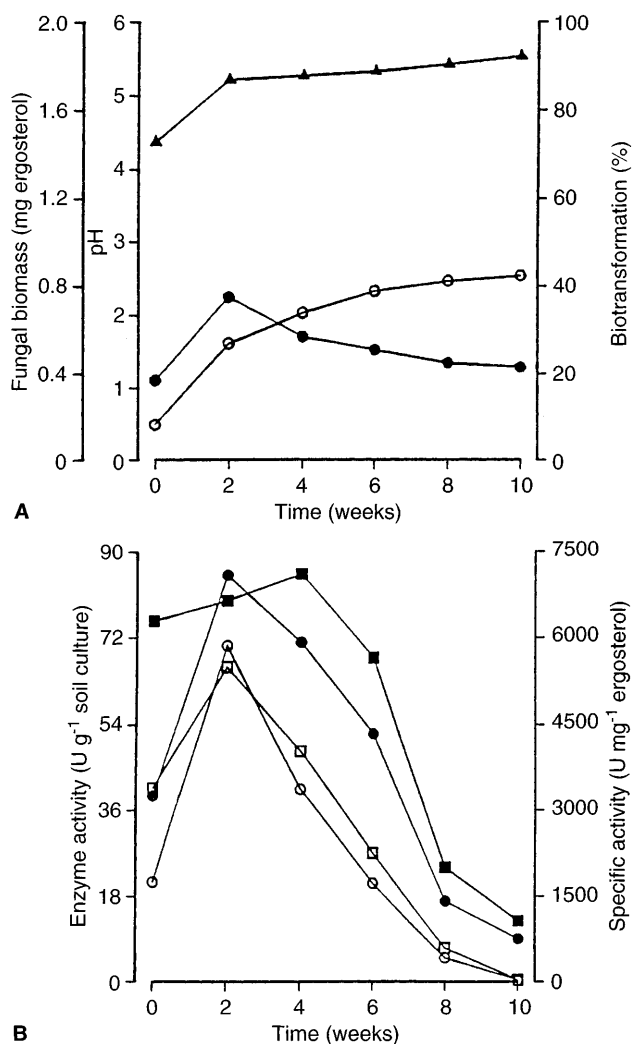 Fungal biomass (mg ergosterol)
2.0
1.6
1.2
0.8
0.4
0
pH
6
5
4
3
2
1
0
Biotransformation (%)
100
80
60
40
20
0
0 2 4 6 8 10
Time (weeks)
A
Enzyme activity (U g⁻¹ soil culture)
90
72
54
36
18
0
Specific activity (U mg⁻¹ ergosterol)
7500
6000
4500
3000
1500
0
0 2 4 6 8 10
Time (weeks)
B